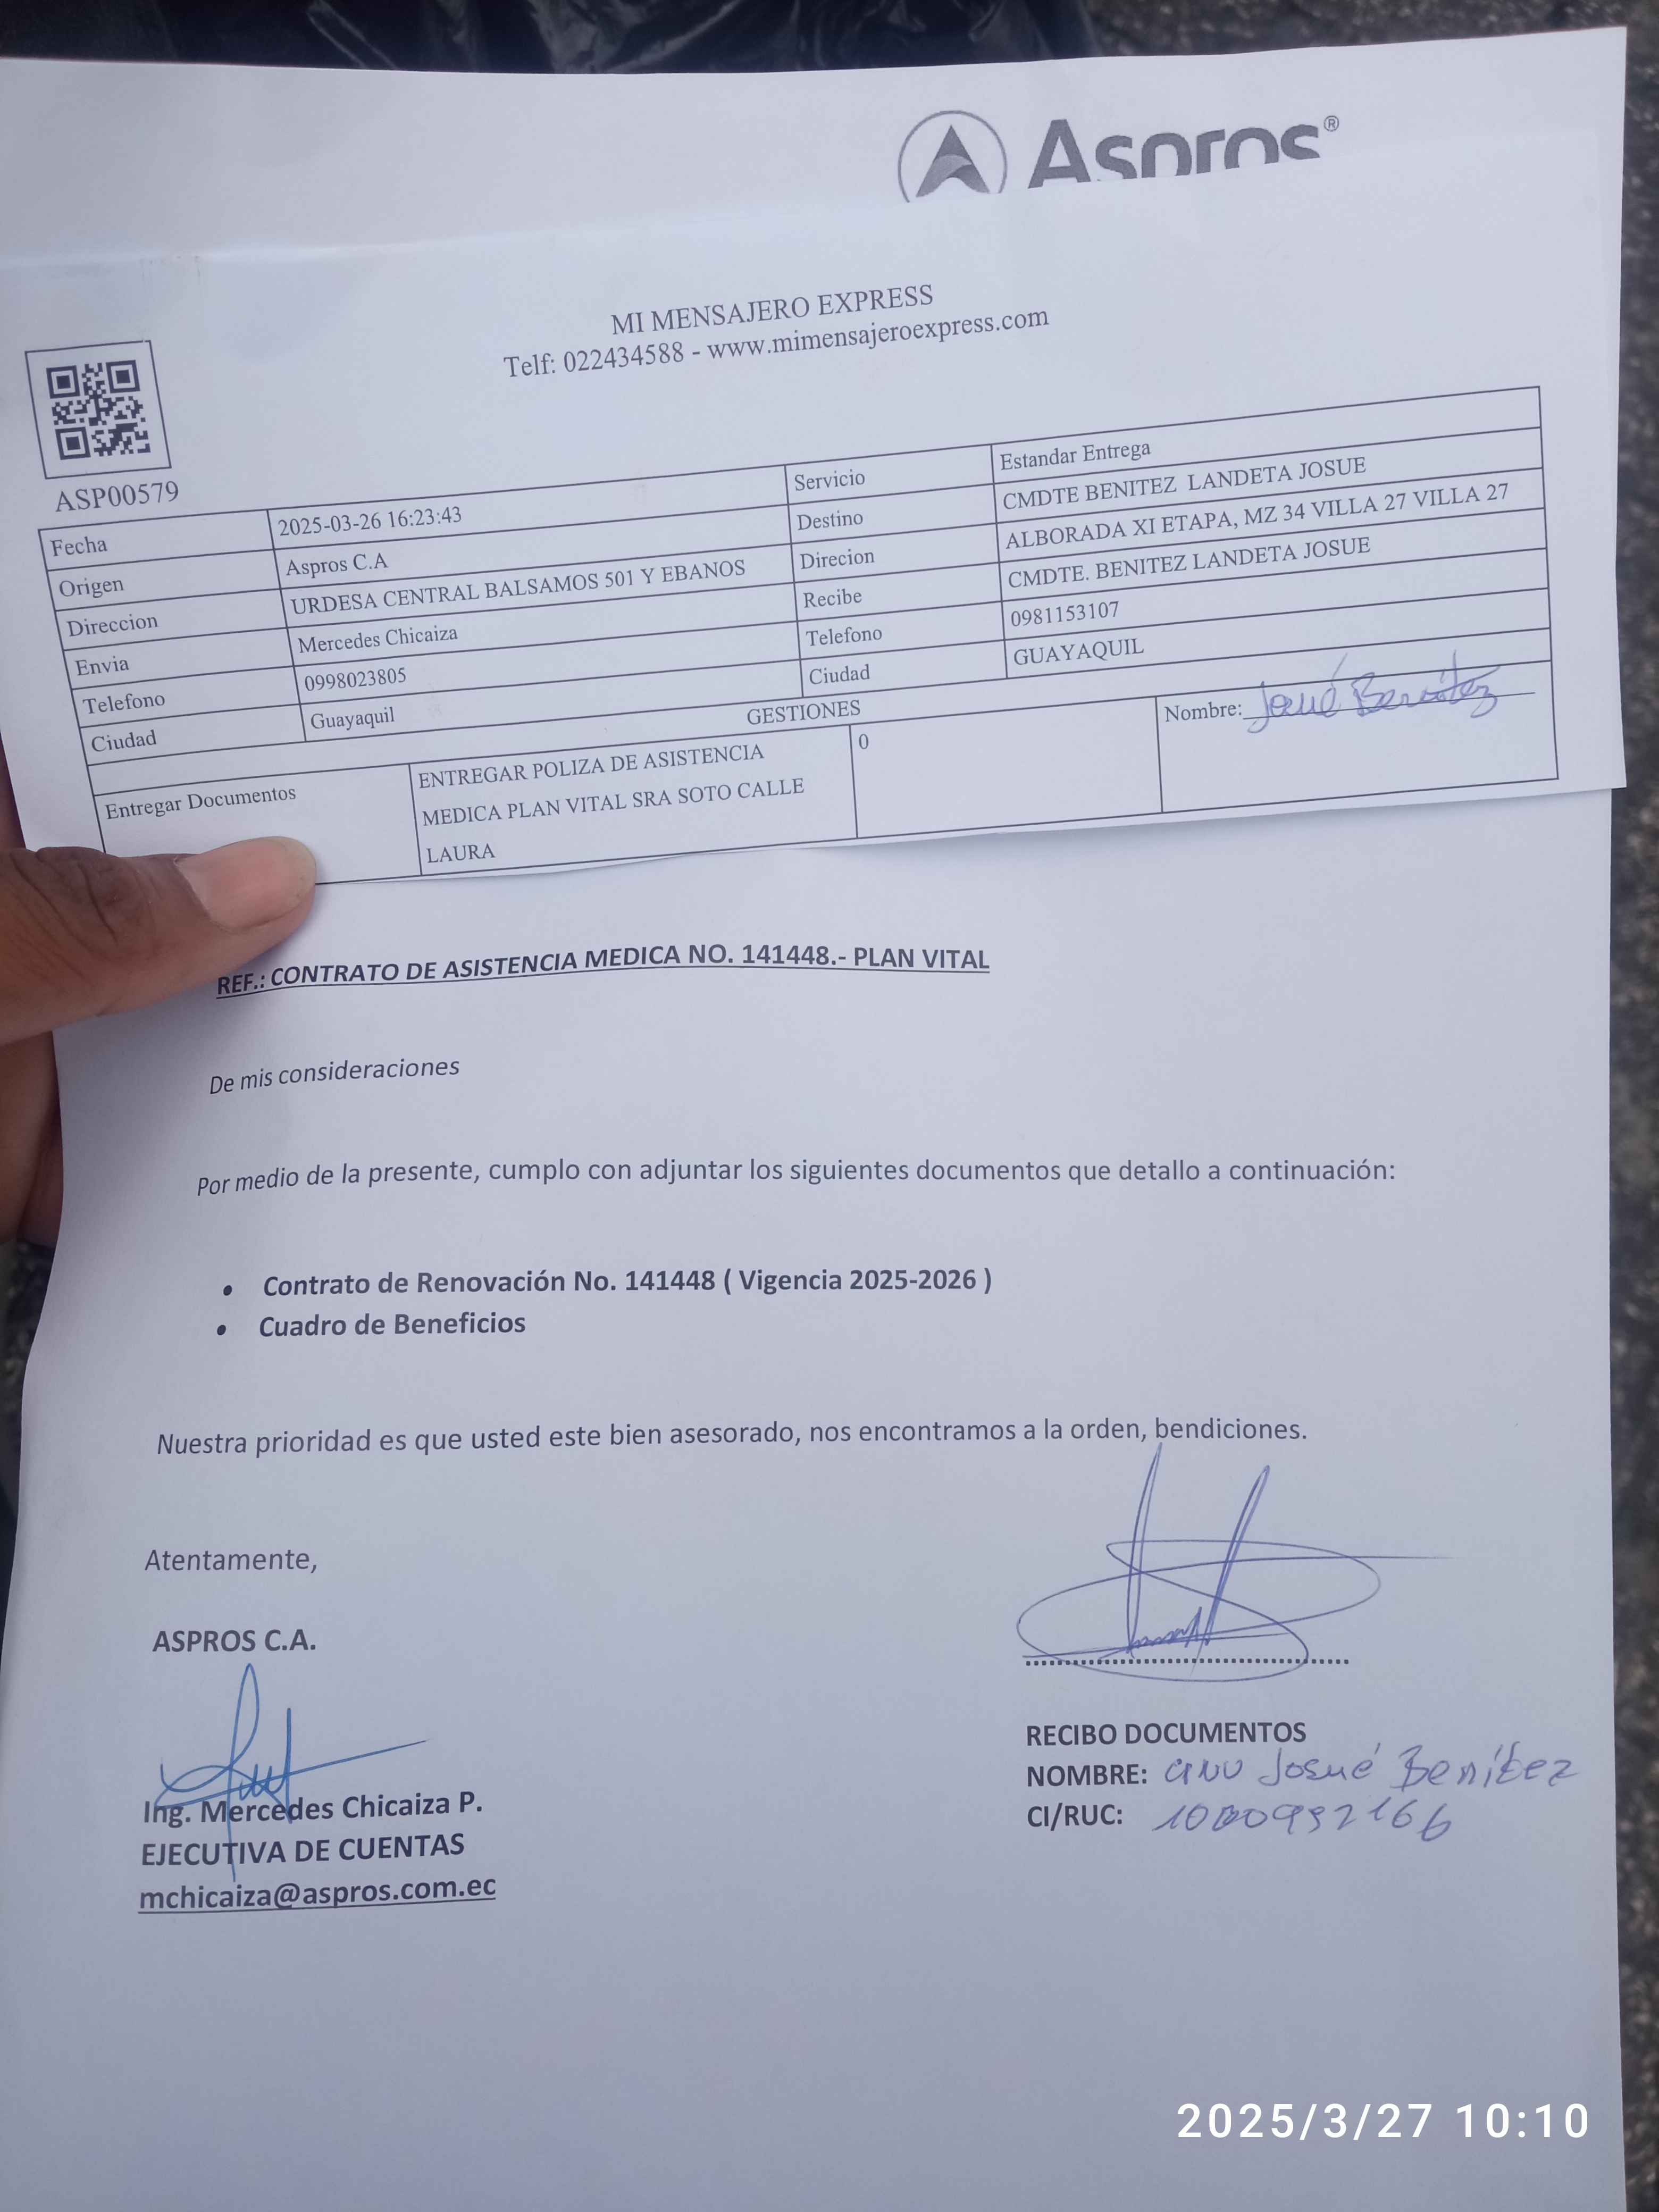 Aspros®
MI MENSAJERO EXPRESS
Telf: 022434588 - www.mimensajeroexpress.com
ASP00579
Fecha 2025-03-26 16:23:43 Servicio Estandar Entrega
Origen Aspros C.A Destino CMDTE BENITEZ LANDETA JOSUE
Direccion URDESA CENTRAL BALSAMOS 501 Y EBANOS Direcion ALBORADA XI ETAPA, MZ 34 VILLA 27 VILLA 27
Envia Mercedes Chicaiza Recibe CMDTE. BENITEZ LANDETA JOSUE
Telefono 0998023805 Telefono 0981153107
Ciudad Guayaquil Ciudad GUAYAQUIL
GESTIONES
Entregar Documentos ENTREGAR POLIZA DE ASISTENCIA 0 Nombre: Josué Benítez
MEDICA PLAN VITAL SRA SOTO CALLE
LAURA
REF.: CONTRATO DE ASISTENCIA MEDICA NO. 141448.- PLAN VITAL
De mis consideraciones
Por medio de la presente, cumplo con adjuntar los siguientes documentos que detallo a continuación:
• Contrato de Renovación No. 141448 ( Vigencia 2025-2026 )
• Cuadro de Beneficios
Nuestra prioridad es que usted este bien asesorado, nos encontramos a la orden, bendiciones.
Atentamente,
ASPROS C.A.
Ing. Mercedes Chicaiza P.
EJECUTIVA DE CUENTAS
mchicaiza@aspros.com.ec
RECIBO DOCUMENTOS
NOMBRE: Josué Benítez
CI/RUC:
2025/3/27 10:10